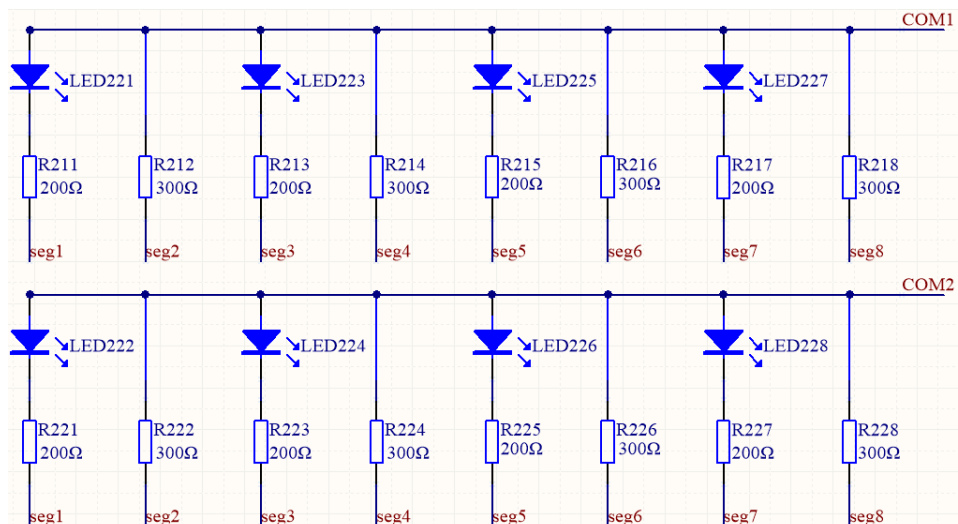 COM1
LED221 LED223 LED225 LED227
R211 R212 R213 R214 R215 R216 R217 R218
200Ω 300Ω 200Ω 300Ω 200Ω 300Ω 200Ω 300Ω
seg1 seg2 seg3 seg4 seg5 seg6 seg7 seg8
COM2
LED222 LED224 LED226 LED228
R221 R222 R223 R224 R225 R226 R227 R228
200Ω 300Ω 200Ω 300Ω 200Ω 300Ω 200Ω 300Ω
seg1 seg2 seg3 seg4 seg5 seg6 seg7 seg8